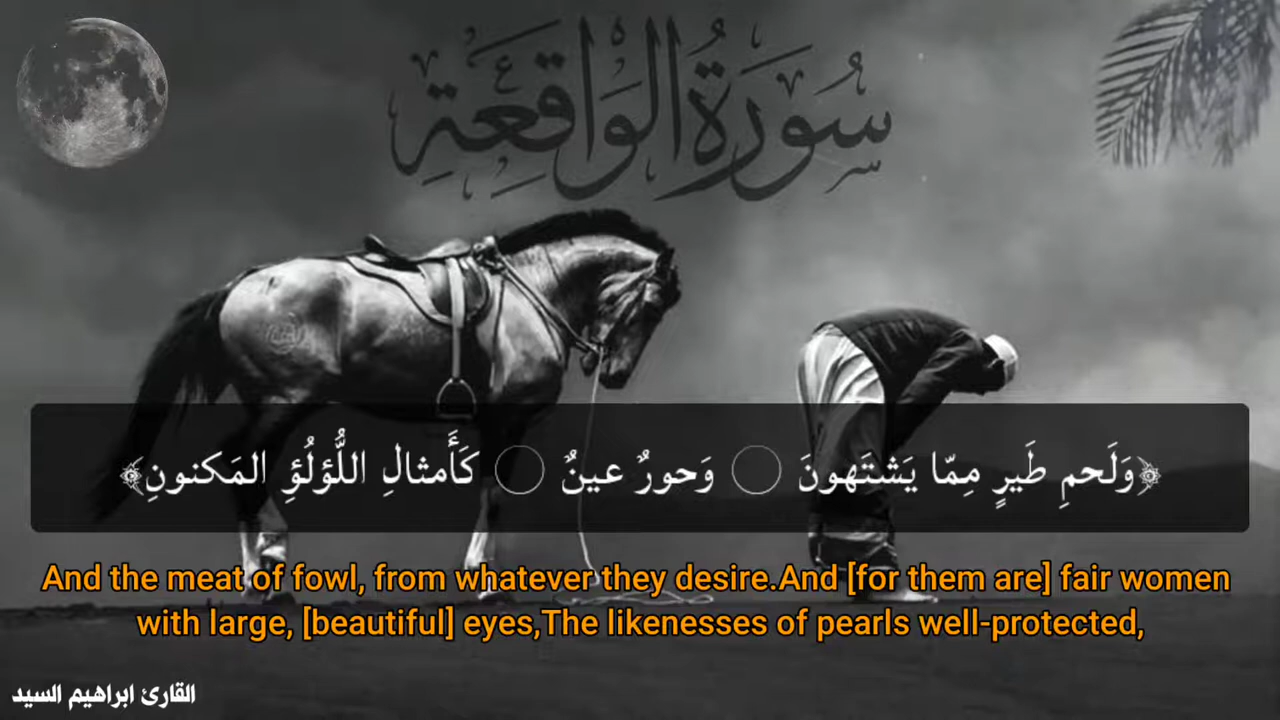 سُورَةُ الْوَاقِعَةِ
﴿وَلَحمِ طَيرٍ مِمّا يَشتَهونَ ۝ وَحورٌ عينٌ ۝ كَأَمثالِ اللُّؤلُؤِ المَكنونِ﴾
And the meat of fowl, from whatever they desire.And [for them are] fair women
with large, [beautiful] eyes,The likenesses of pearls well-protected,
القارئ ابراهيم السيد